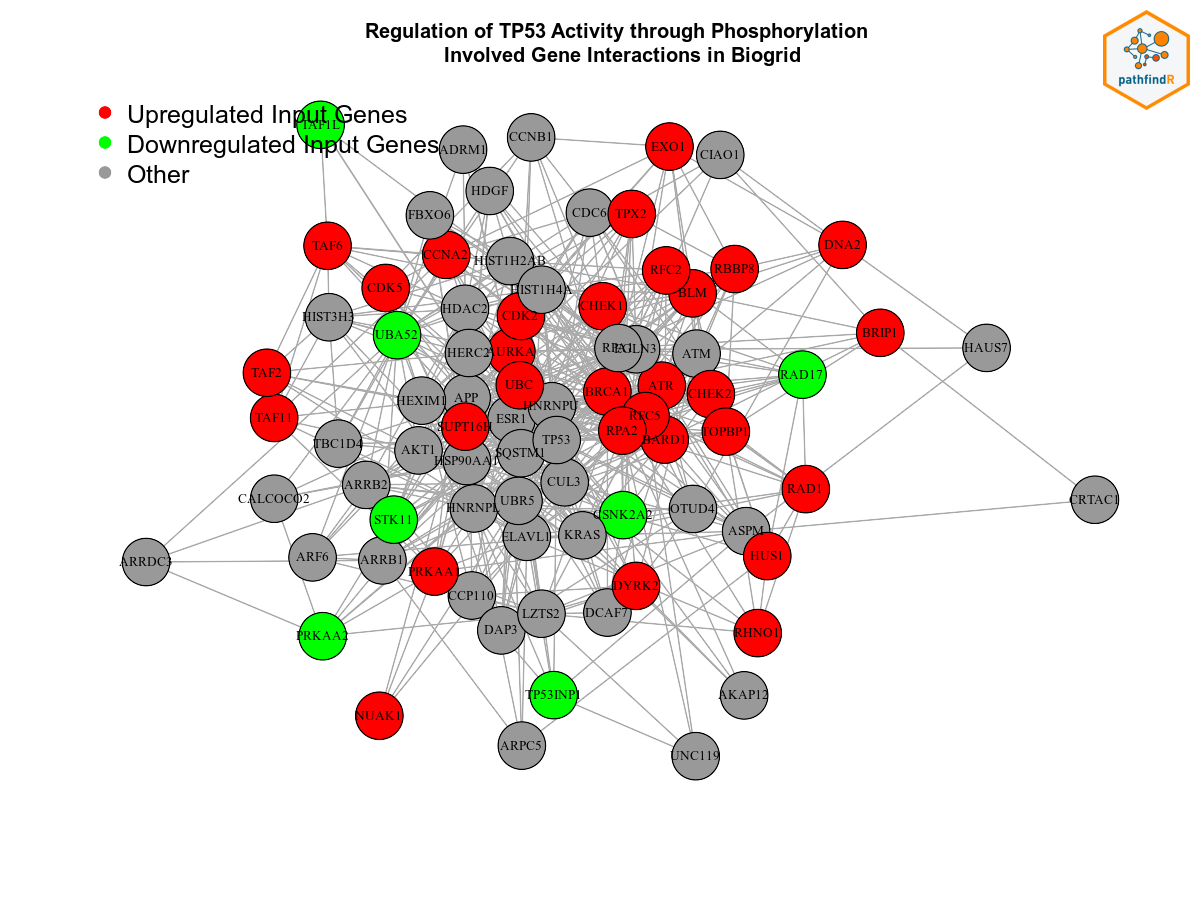 Regulation of TP53 Activity through Phosphorylation
Involved Gene Interactions in Biogrid
pathfindR
Upregulated Input Genes
Downregulated Input Genes
Other
TAF1L
ADRM1
CCNB1
EXO1
CIAO1
HDGF
FBXO6
CDC6
TPX2
TAF6
CCNA2
HIST1H2AB
DNA2
RFC2
RBBP8
CDK5
HIST1H4A
BLM
HIST3H3
HDAC2
CDK2
CHEK1
UBA52
BRIP1
HERC2
AURKA
EGLN3
ATM
HAUS7
TAF2
UBC
RAD17
HEXIM1
APP
HNRNPU
BRCA1
ATR
CHEK2
TAF11
SUPT16H
ESR1
RFC5
TBC1D4
AKT1
TP53
RPA2
BARD1
TOPBP1
HSP90AA1
SQSTM1
ARRB2
CUL3
RAD1
CALCOCO2
UBR5
CRTAC1
STK11
CSNK2A2
OTUD4
ELAVL1
KRAS
ASPM
ARRDC3
ARF6
ARRB1
HUS1
CCP110
DYRK2
PRKAA2
DAP3
LZTS2
DCAF7
RHNO1
NUAK1
TP53INP1
AKAP12
ARPC5
UNC119